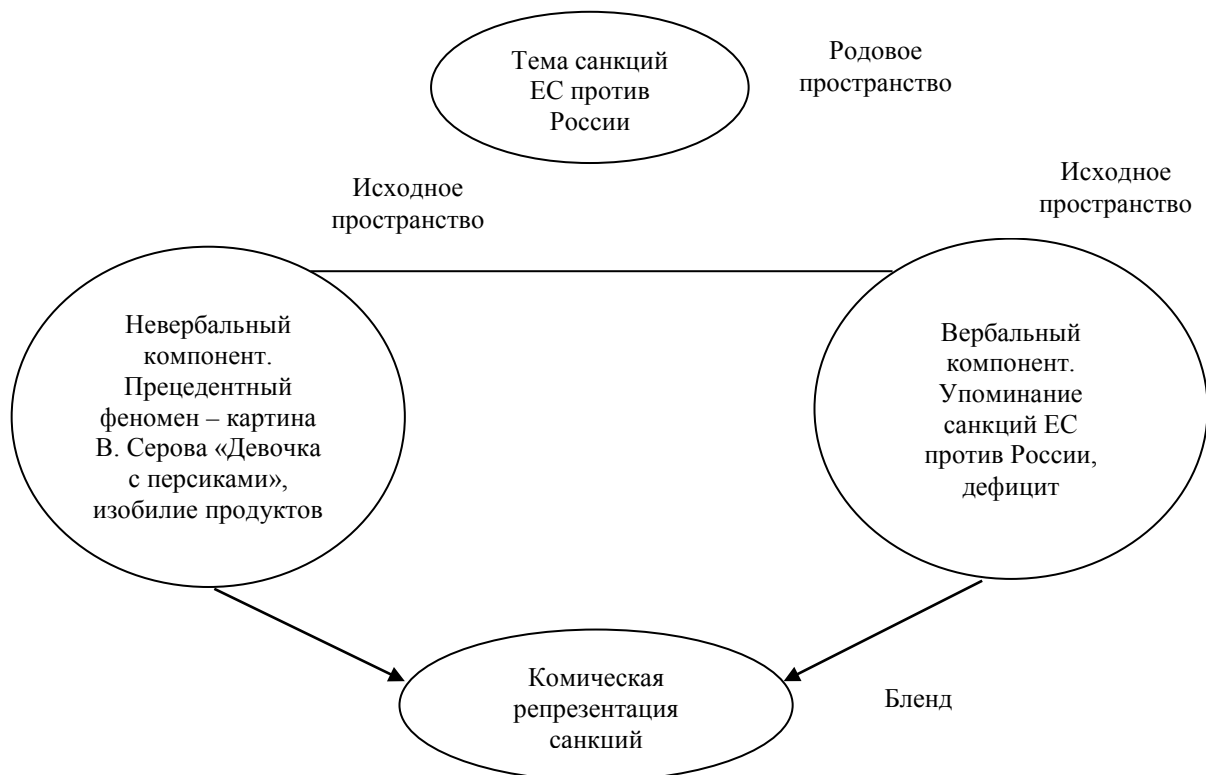 Тема санкций
ЕС против
России
Родовое
пространство
Исходное
пространство
Исходное
пространство
Невербальный
компонент.
Прецедентный
феномен – картина
В. Серова «Девочка
с персиками»,
изобилие продуктов
Вербальный
компонент.
Упоминание
санкций ЕС
против России,
дефицит
Комическая
репрезентация
санкций
Бленд